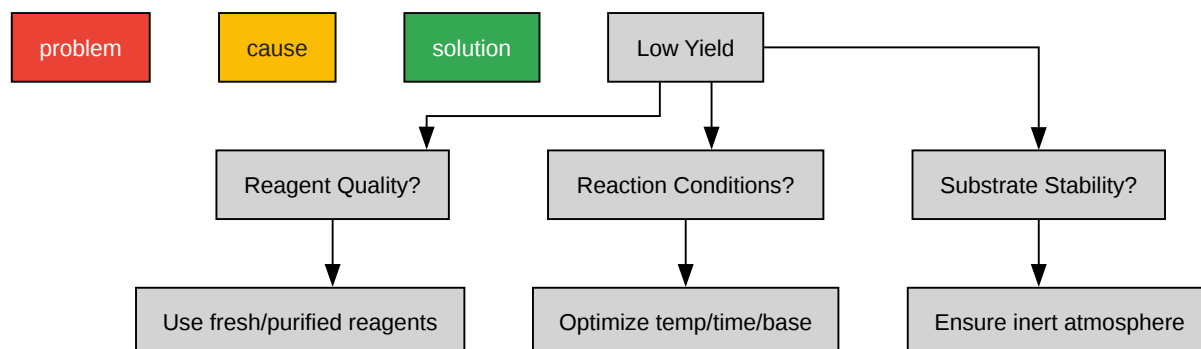 problem
cause
solution
Low Yield
Reagent Quality?
Reaction Conditions?
Substrate Stability?
Use fresh/purified reagents
Optimize temp/time/base
Ensure inert atmosphere